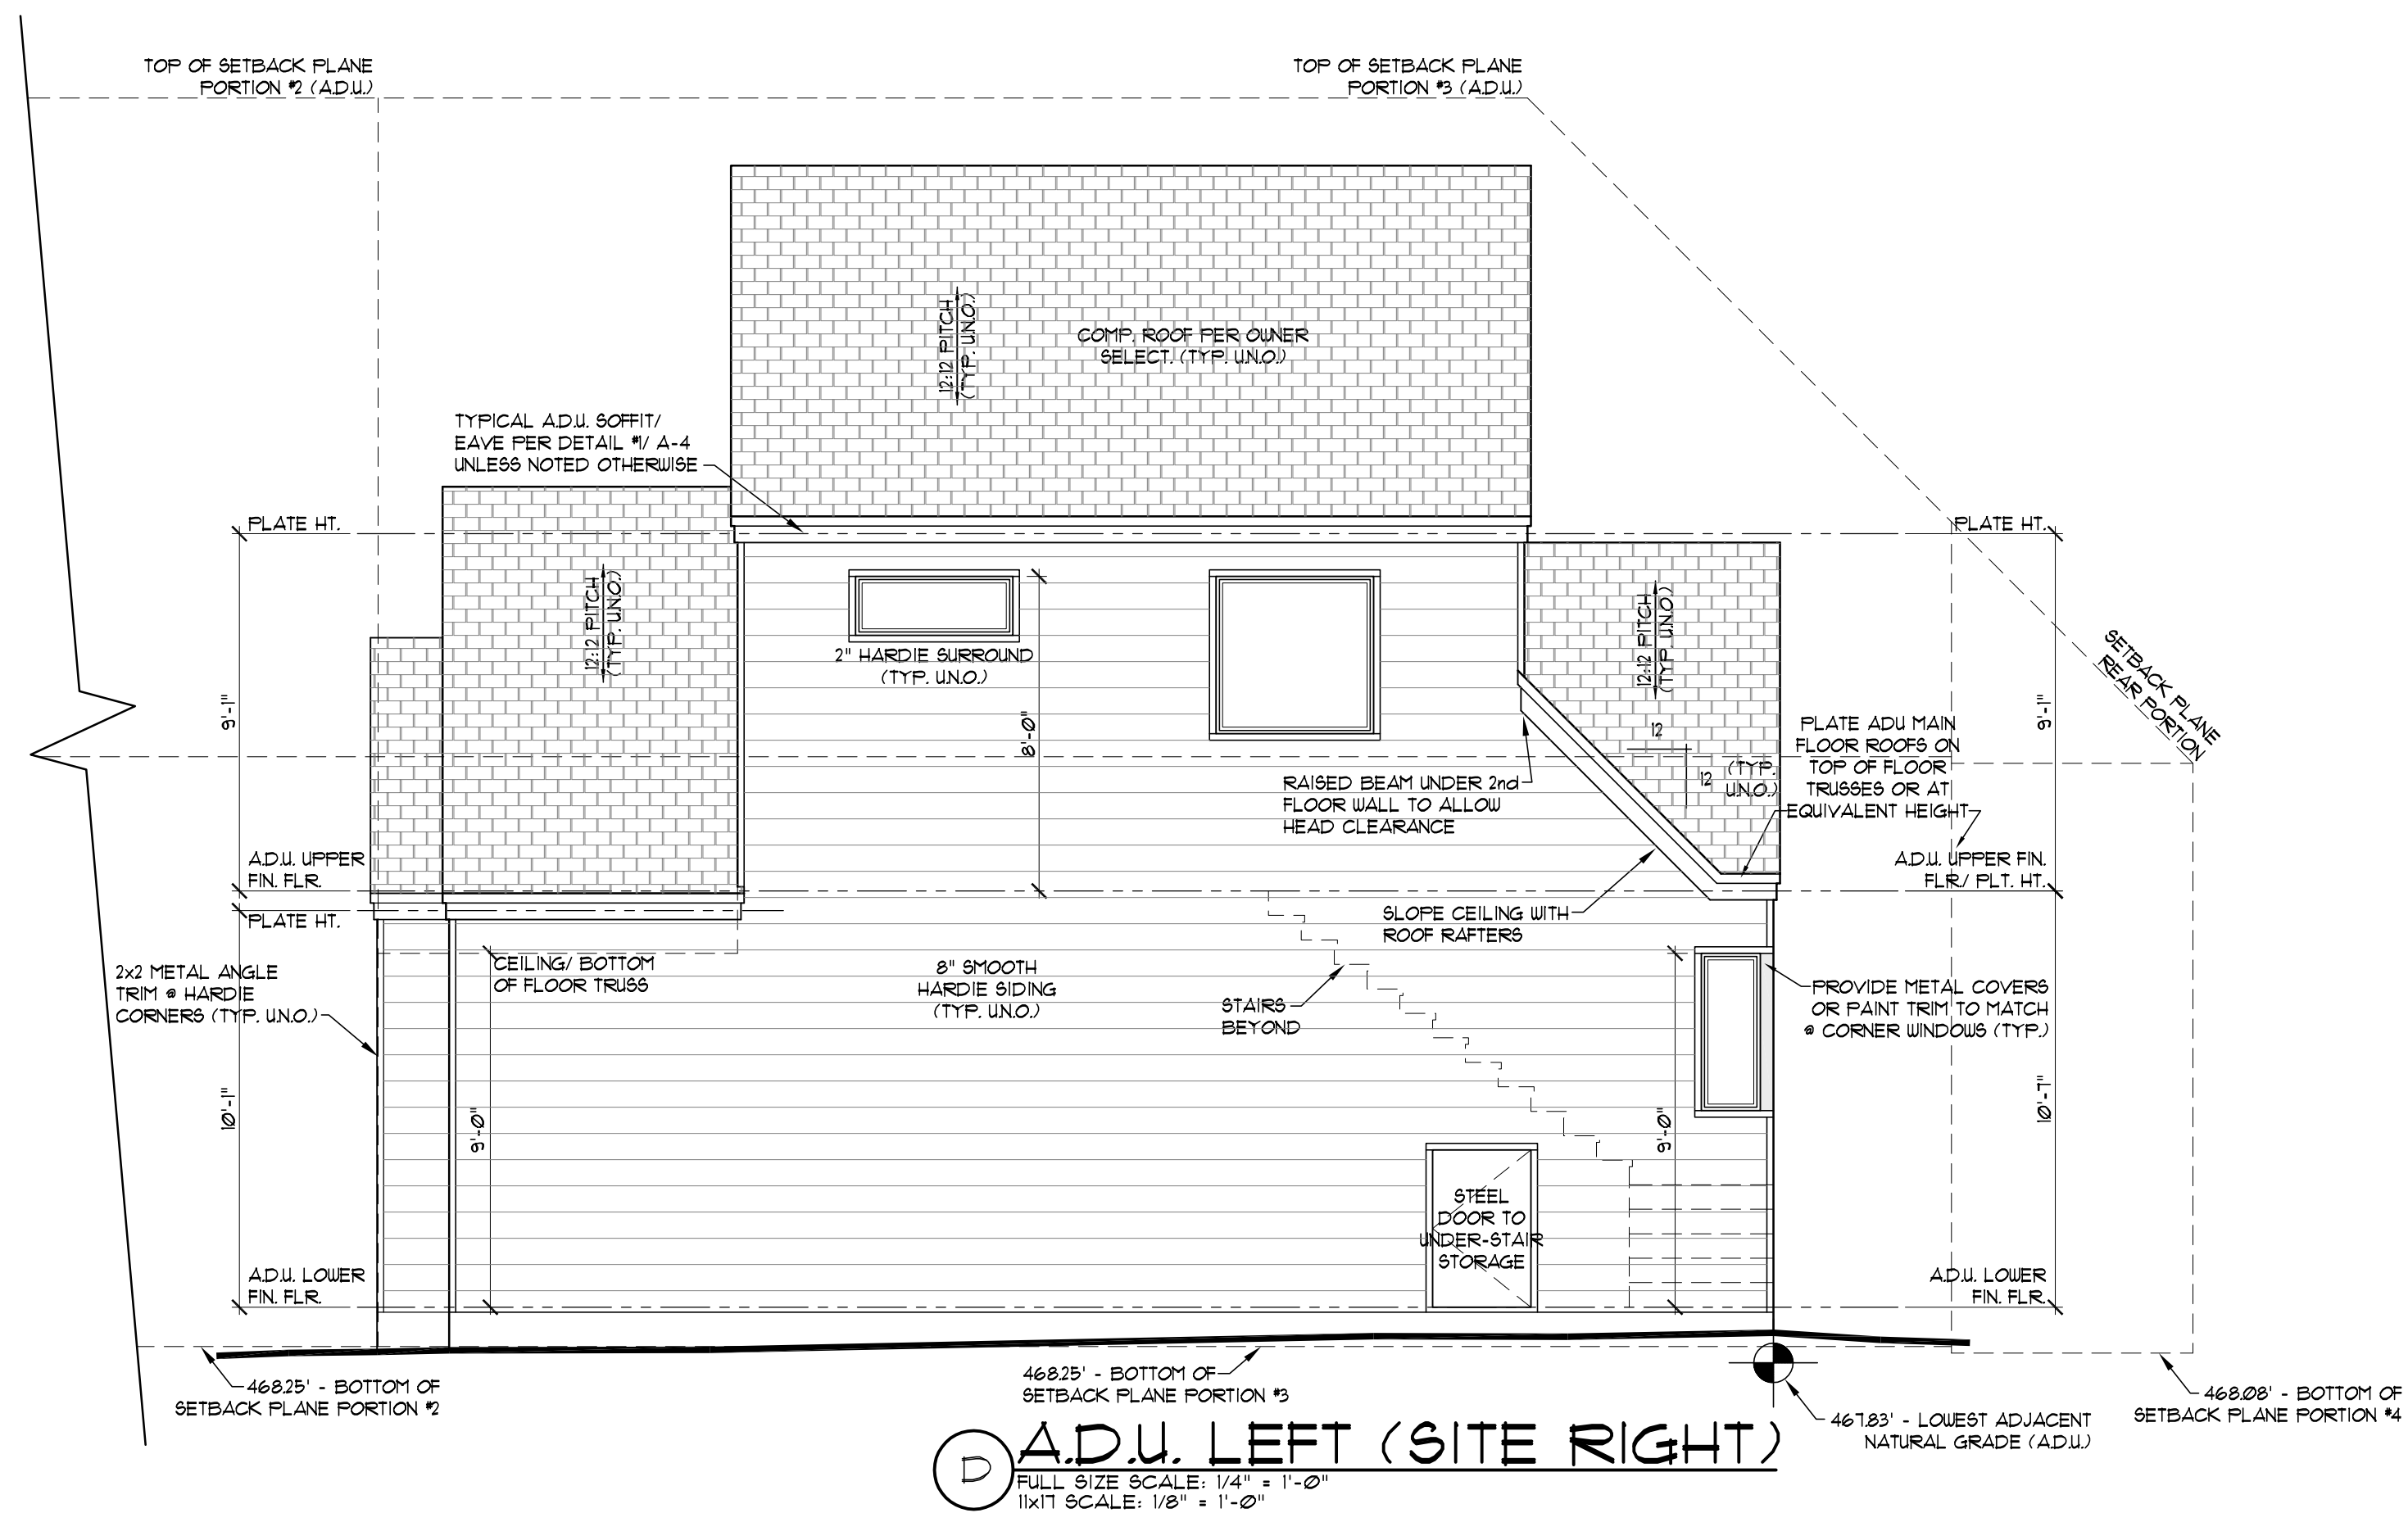 TOP OF SETBACK PLANE
PORTION #2 (A.D.U.)
TOP OF SETBACK PLANE
PORTION #3 (A.D.U.)
12:12 PITCH
(TYP. U.N.O.)
COMP. ROOF PER OWNER
SELECT. (TYP. U.N.O.)
TYPICAL A.D.U. SOFFIT/
EAVE PER DETAIL #1/ A-4
UNLESS NOTED OTHERWISE
PLATE HT.
PLATE HT.
12:12 PITCH
(TYP. U.N.O.)
2" HARDIE SURROUND
(TYP. U.N.O.)
12:12 PITCH
(TYP. U.N.O.)
SETBACK PLANE
REAR PORTION
9'-1"
8'-0"
9'-1"
12
12
(TYP.
U.N.O.)
PLATE ADU MAIN
FLOOR ROOFS ON
TOP OF FLOOR
TRUSSES OR AT
EQUIVALENT HEIGHT
RAISED BEAM UNDER 2nd
FLOOR WALL TO ALLOW
HEAD CLEARANCE
A.D.U. UPPER
FIN. FLR.
A.D.U. UPPER FIN.
FLR./ PLT. HT.
PLATE HT.
SLOPE CEILING WITH
ROOF RAFTERS
2x2 METAL ANGLE
TRIM @ HARDIE
CORNERS (TYP. U.N.O.)
CEILING/ BOTTOM
OF FLOOR TRUSS
8" SMOOTH
HARDIE SIDING
(TYP. U.N.O.)
STAIRS
BEYOND
PROVIDE METAL COVERS
OR PAINT TRIM TO MATCH
@ CORNER WINDOWS (TYP.)
10'-1"
9'-0"
9'-0"
10'-7"
STEEL
DOOR TO
UNDER-STAIR
STORAGE
A.D.U. LOWER
FIN. FLR.
A.D.U. LOWER
FIN. FLR.
468.25' - BOTTOM OF
SETBACK PLANE PORTION #2
468.25' - BOTTOM OF
SETBACK PLANE PORTION #3
468.08' - BOTTOM OF
SETBACK PLANE PORTION #4
467.83' - LOWEST ADJACENT
NATURAL GRADE (A.D.U.)
D
A.D.U. LEFT (SITE RIGHT)
FULL SIZE SCALE: 1/4" = 1'-0"
11x17 SCALE: 1/8" = 1'-0"